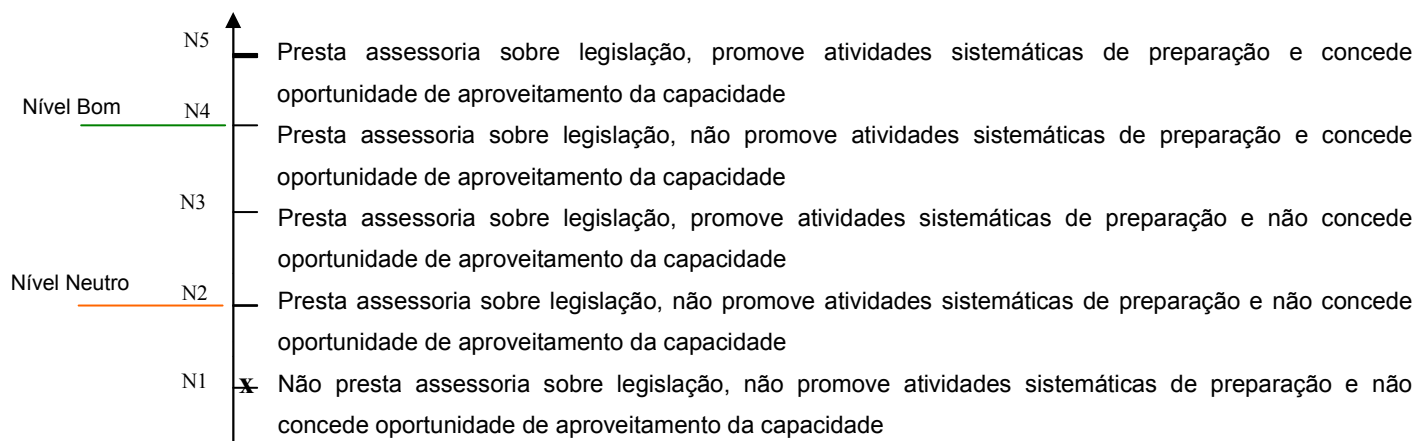 N5 Presta assessoria sobre legislação, promove atividades sistemáticas de preparação e concede
oportunidade de aproveitamento da capacidade
Nível Bom N4
Presta assessoria sobre legislação, não promove atividades sistemáticas de preparação e concede
oportunidade de aproveitamento da capacidade
N3 Presta assessoria sobre legislação, promove atividades sistemáticas de preparação e não concede
oportunidade de aproveitamento da capacidade
Nível Neutro N2
Presta assessoria sobre legislação, não promove atividades sistemáticas de preparação e não concede
oportunidade de aproveitamento da capacidade
N1 X Não presta assessoria sobre legislação, não promove atividades sistemáticas de preparação e não
concede oportunidade de aproveitamento da capacidade